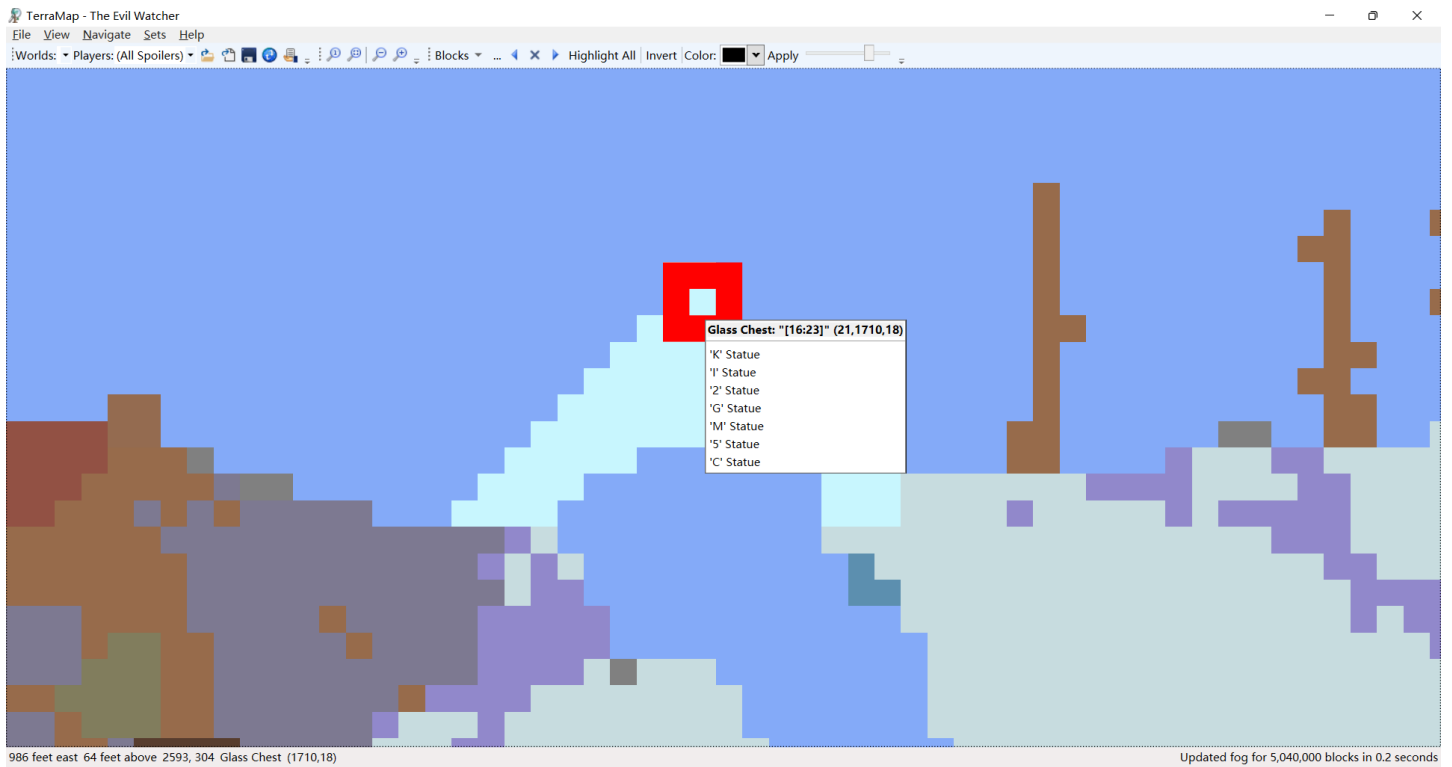 TerraMap - The Evil Watcher
File View Navigate Sets Help
Worlds: Players: (All Spoilers) Blocks ... Highlight All Invert Color: Apply
Glass Chest: "[16:23]" (21,1710,18)
'K' Statue
'I' Statue
'2' Statue
'G' Statue
'M' Statue
'5' Statue
'C' Statue
986 feet east 64 feet above 2593, 304 Glass Chest (1710,18)
Updated fog for 5,040,000 blocks in 0.2 seconds